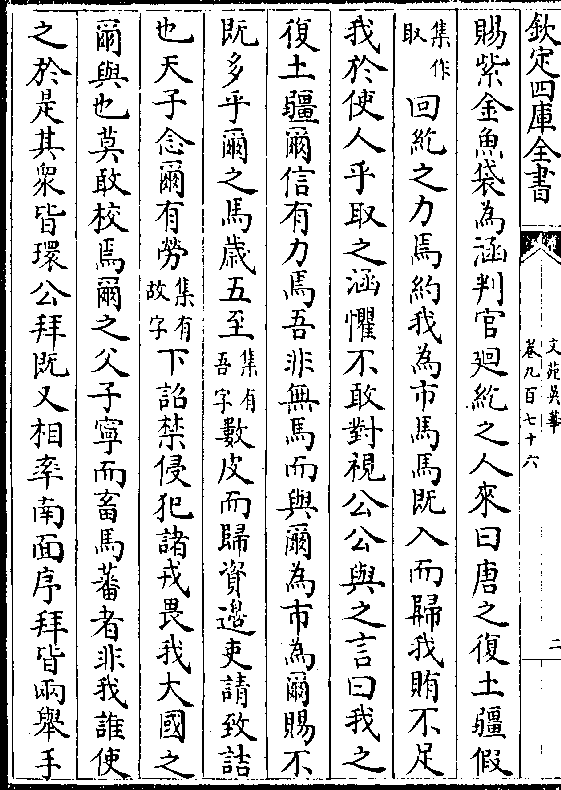 欽定四庫全書
文苑英華
卷九百七十六
二
賜紫金魚袋為涵判官廻紇之人來曰唐之復土疆假
集作取回紇之力馬約我為市馬馬既入而歸我賄不足
我於使人乎取之涵懼不敢對視公公與之言曰我之
復土疆爾信有力焉吾非無馬而與爾為市為爾賜不
既多乎爾之馬歲五至集有吾字數皮而歸資邉吏請致詰
也天子念爾有勞集有故字下詔禁侵犯諸戎畏我大國之
爾與也莫敢校焉爾之父子寧而畜馬蕃者非我誰使
之於是其衆皆環公拜既又相率南面序拜皆兩舉手